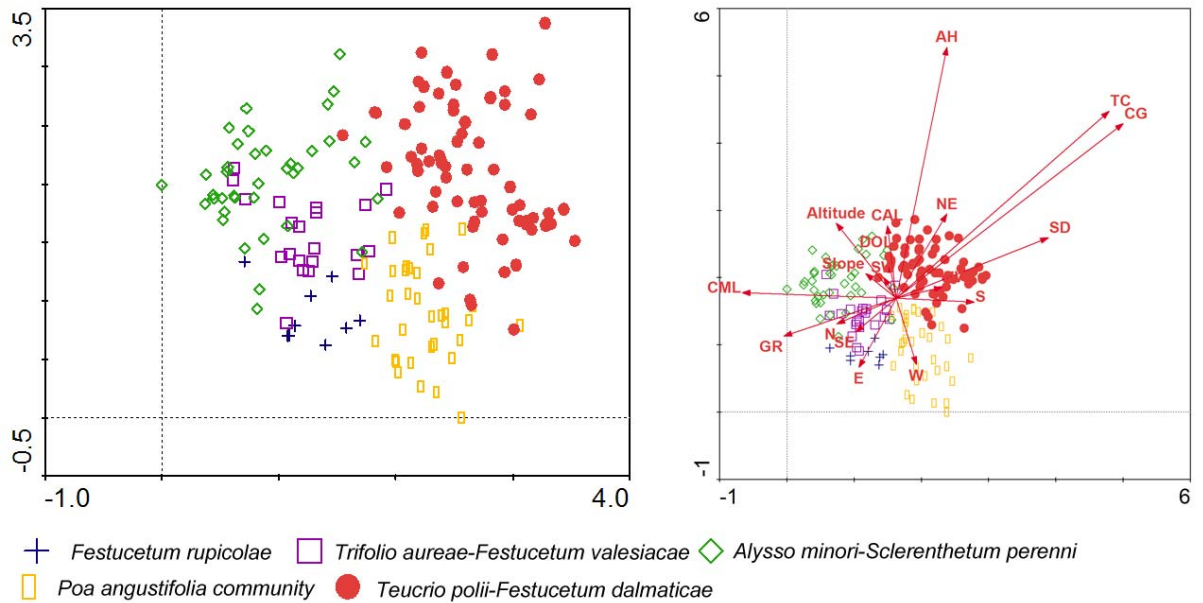 3.5
-0.5
-1.0
4.0
6
-1
-1
6
AH
TC
CG
NE
Altitude
CAL
SD
DOL
Slope
CML
S
N
SE
GR
E
W
Festucetum rupicolae
Trifolio aureae-Festucetum valesiacae
Alysso minori-Sclerenthetum perenni
Poa angustifolia community
Teucrio polii-Festucetum dalmaticae